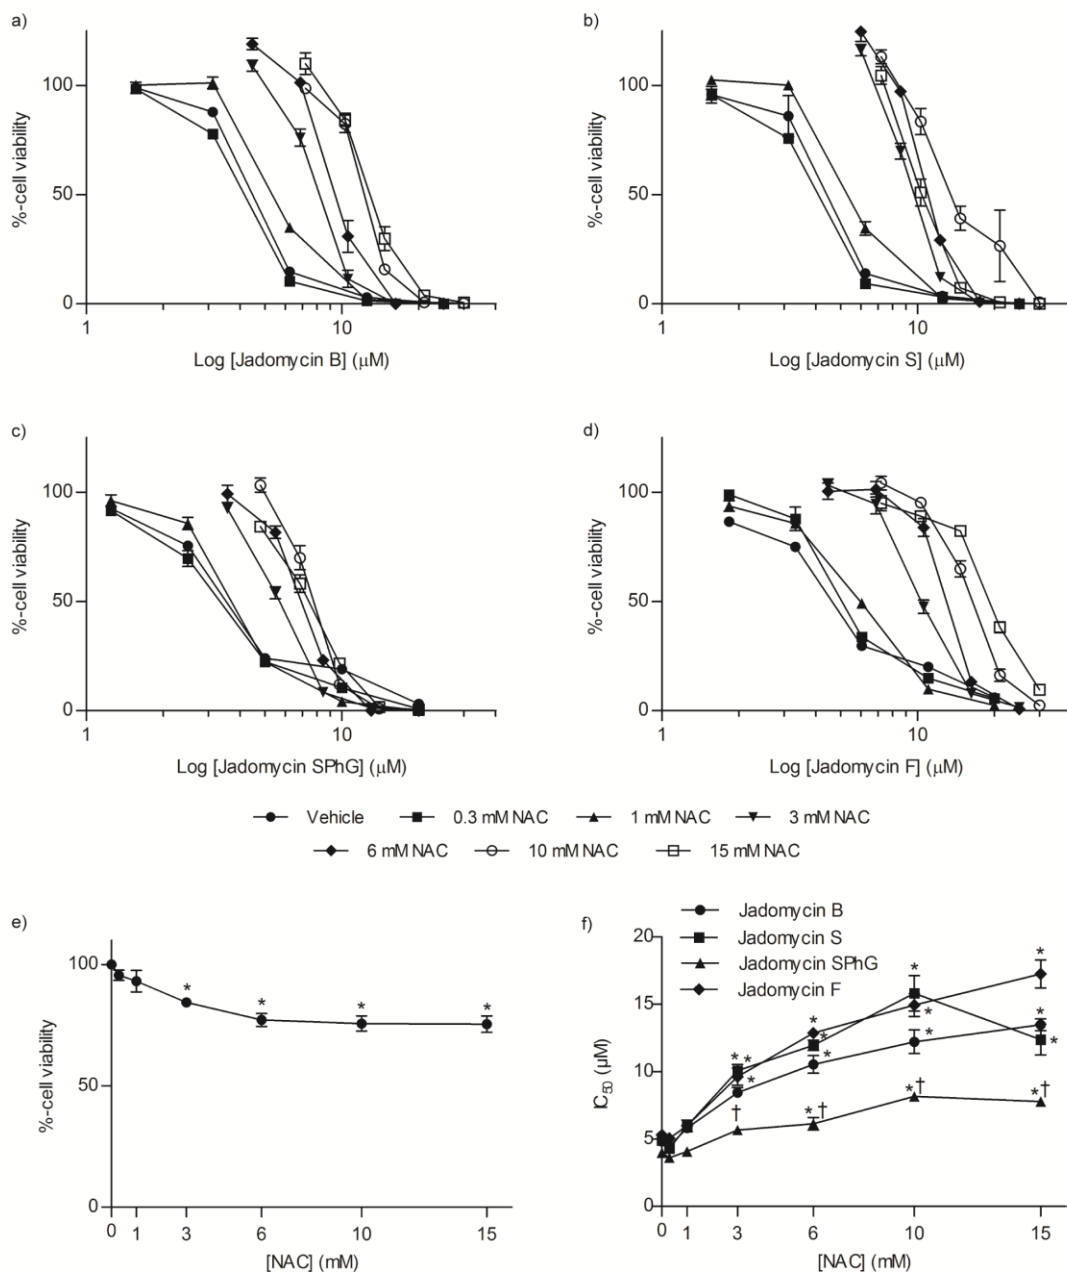 a)
%-cell viability
100
50
0
1
10
Log [Jadomycin B] (μM)
b)
%-cell viability
100
50
0
1
10
Log [Jadomycin S] (μM)
c)
%-cell viability
100
50
0
1
10
Log [Jadomycin SPhG] (μM)
d)
%-cell viability
100
50
0
1
10
Log [Jadomycin F] (μM)
Vehicle 0.3 mM NAC 1 mM NAC 3 mM NAC
6 mM NAC 10 mM NAC 15 mM NAC
e)
%-cell viability
100
50
0
* * * *
0 1 3 6 10 15
[NAC] (mM)
f)
Jadomycin B
Jadomycin S
Jadomycin SPhG
Jadomycin F
IC50 (μM)
20
15
10
5
0
* * * * * *
* * * * * *
† *† *† *†
0 1 3 6 10 15
[NAC] (mM)